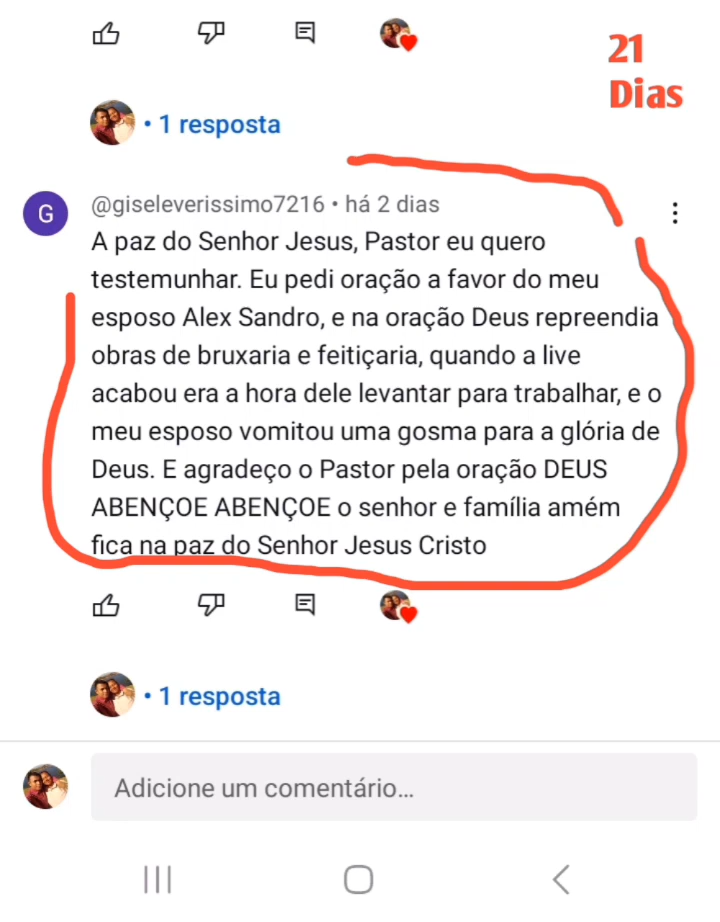 21
Dias
• 1 resposta
G
@giseleverissimo7216 • há 2 dias
A paz do Senhor Jesus, Pastor eu quero
testemunhar. Eu pedi oração a favor do meu
esposo Alex Sandro, e na oração Deus repreendia
obras de bruxaria e feitiçaria, quando a live
acabou era a hora dele levantar para trabalhar, e o
meu esposo vomitou uma gosma para a glória de
Deus. E agradeço o Pastor pela oração DEUS
ABENÇOE ABENÇOE o senhor e família amém
fica na paz do Senhor Jesus Cristo
• 1 resposta
Adicione um comentário...